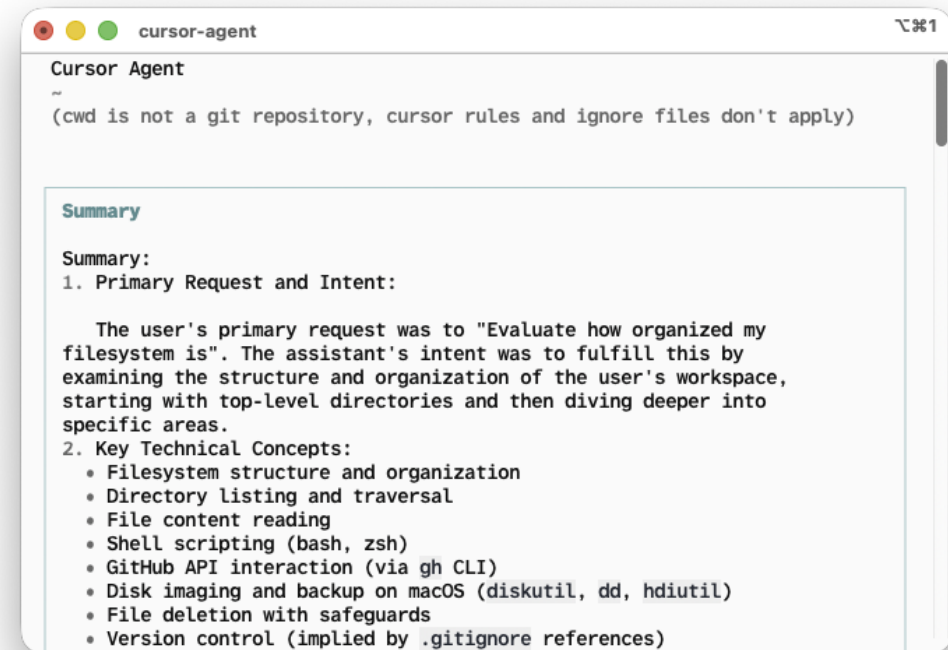 cursor-agent
⌥⌘1
Cursor Agent
~
(cwd is not a git repository, cursor rules and ignore files don't apply)
Summary
Summary:
1. Primary Request and Intent:
The user's primary request was to "Evaluate how organized my
filesystem is". The assistant's intent was to fulfill this by
examining the structure and organization of the user's workspace,
starting with top-level directories and then diving deeper into
specific areas.
2. Key Technical Concepts:
• Filesystem structure and organization
• Directory listing and traversal
• File content reading
• Shell scripting (bash, zsh)
• GitHub API interaction (via gh CLI)
• Disk imaging and backup on macOS (diskutil, dd, hdiutil)
• File deletion with safeguards
• Version control (implied by .gitignore references)